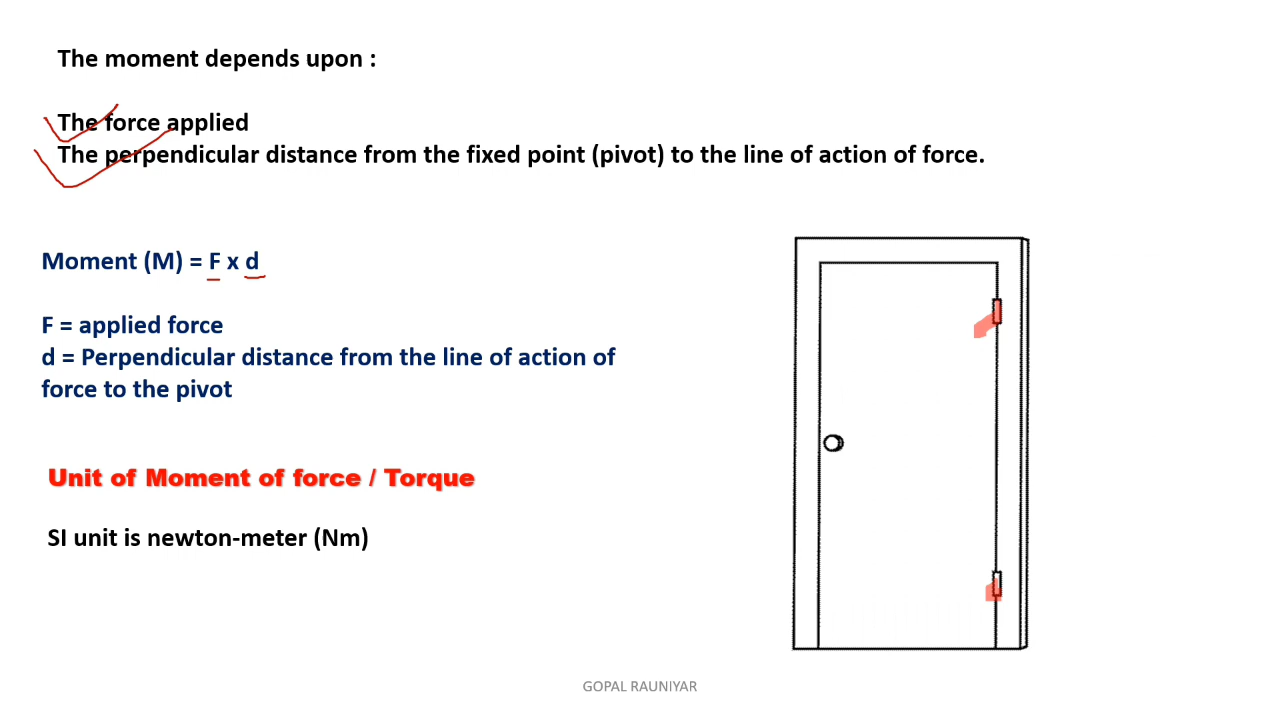 The moment depends upon :
The force applied
The perpendicular distance from the fixed point (pivot) to the line of action of force.
Moment (M) = F x d
F = applied force
d = Perpendicular distance from the line of action of
force to the pivot
Unit of Moment of force / Torque
SI unit is newton-meter (Nm)
GOPAL RAUNIYAR